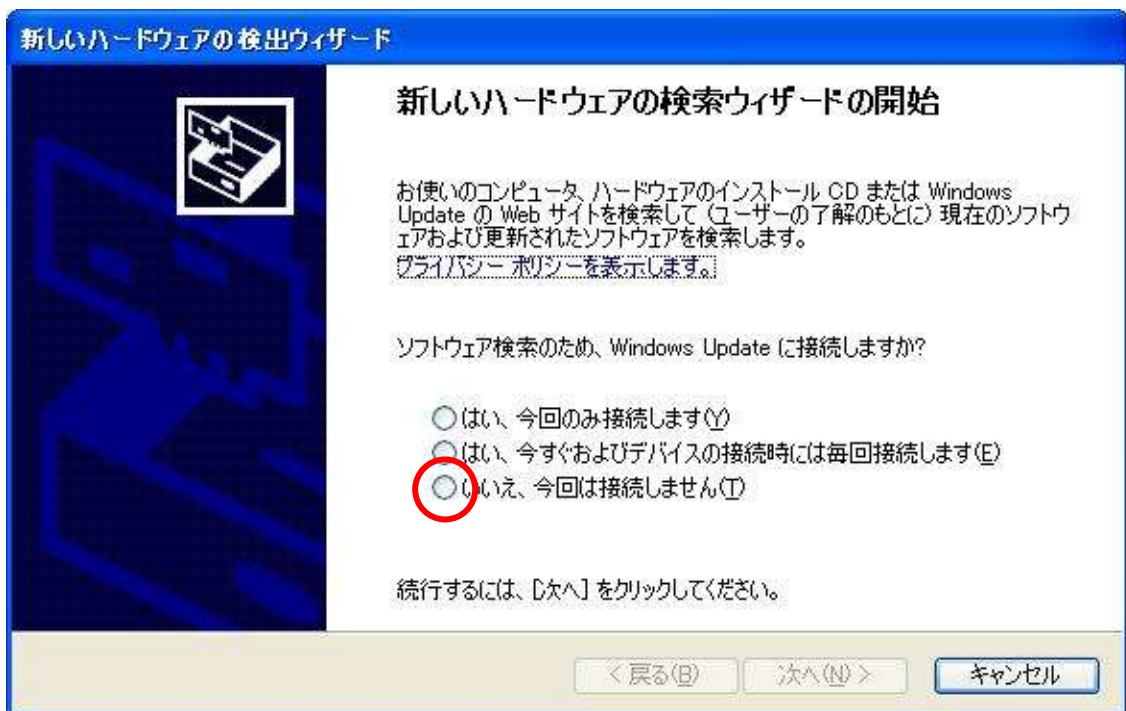 新しいハードウェアの検出ウィザード
新しいハードウェアの検索ウィザードの開始
お使いのコンピュータ、ハードウェアのインストール CD または Windows
Update の Web サイトを検索して (ユーザーの了解のもとに) 現在のソフトウ
ェアおよび更新されたソフトウェアを検索します。
プライバシー ポリシーを表示します。
ソフトウェア検索のため、Windows Update に接続しますか?
はい、今回のみ接続します(Y)
はい、今すぐおよびデバイスの接続時には毎回接続します(E)
いいえ、今回は接続しません(T)
続行するには、[次へ] をクリックしてください。
< 戻る(B) 次へ(N) > キャンセル